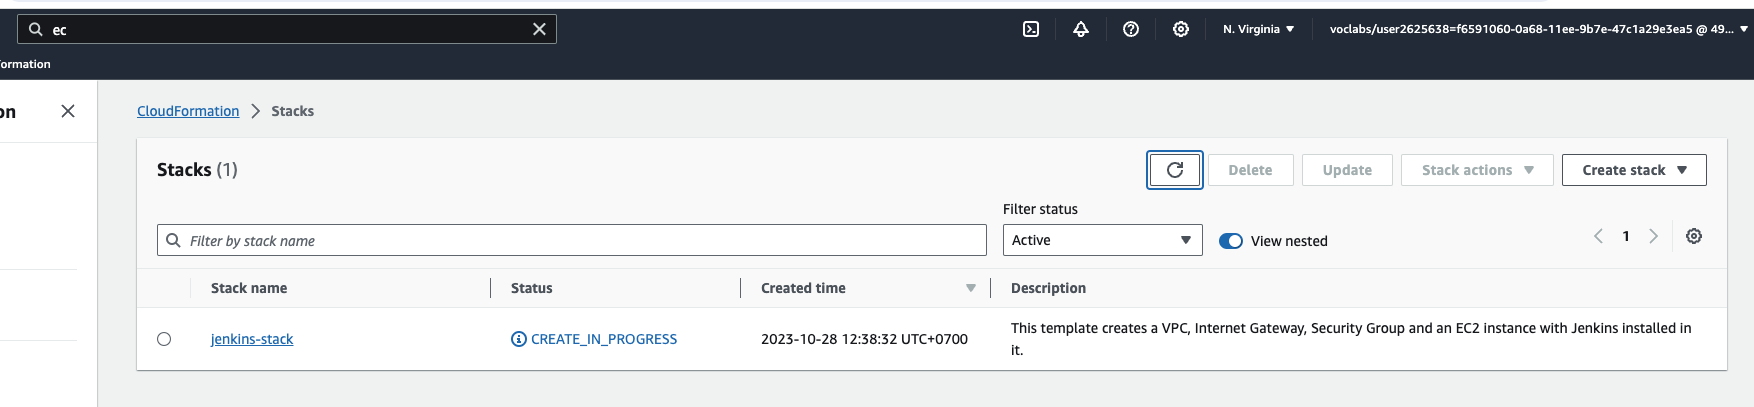 ec
N. Virginia
voclabs/user2625638=f6591060-0a68-11ee-9b7e-47c1a29e3ea5 @ 49...
ormation
on
CloudFormation > Stacks
Stacks (1)
Delete
Update
Stack actions
Create stack
Filter status
Filter by stack name
Active
View nested
1
Stack name
Status
Created time
Description
jenkins-stack
CREATE_IN_PROGRESS
2023-10-28 12:38:32 UTC+0700
This template creates a VPC, Internet Gateway, Security Group and an EC2 instance with Jenkins installed in
it.